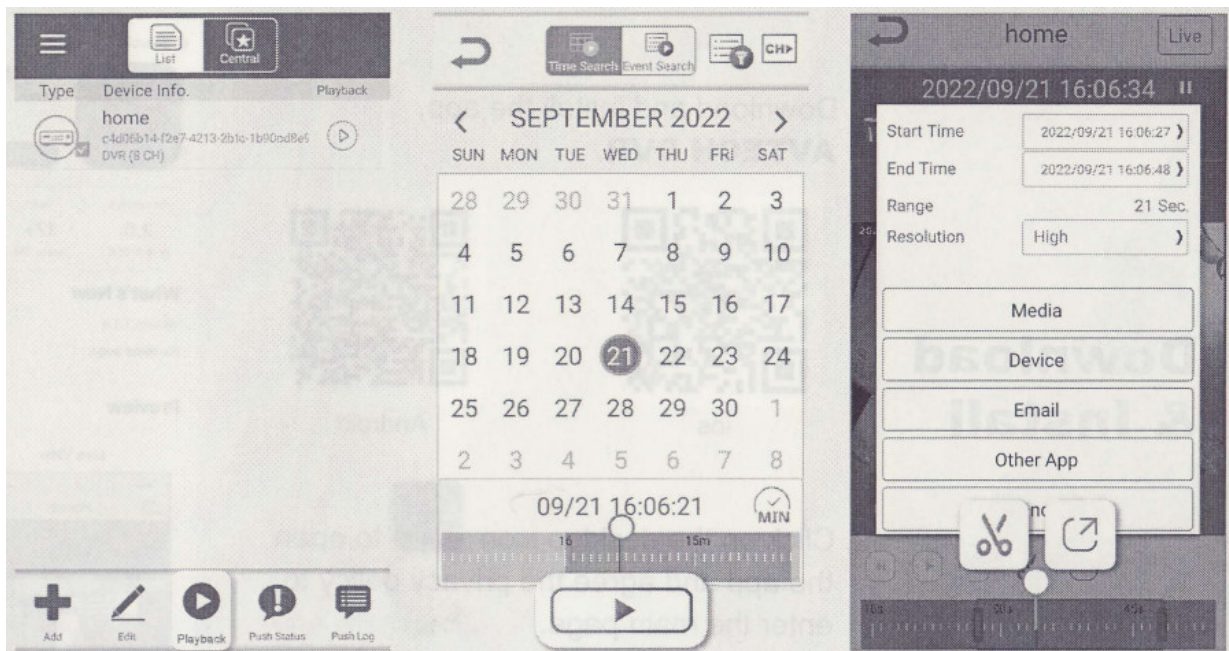 List
Central
Type Device Info. Playback
home
DVR (8 CH)
Add
Edit
Playback
Push Status
Push Log
Time Search
Event Search
CH
SEPTEMBER 2022
SUN MON TUE WED THU FRI SAT
28 29 30 31 1 2 3
4 5 6 7 8 9 10
11 12 13 14 15 16 17
18 19 20 21 22 23 24
25 26 27 28 29 30 1
2 3 4 5 6 7 8
09/21 16:06:21
MIN
16 15m
home
Live
2022/09/21 16:06:34
Start Time 2022/09/21 16:06:27
End Time 2022/09/21 16:06:48
Range 21 Sec.
Resolution High
Media
Device
Email
Other App